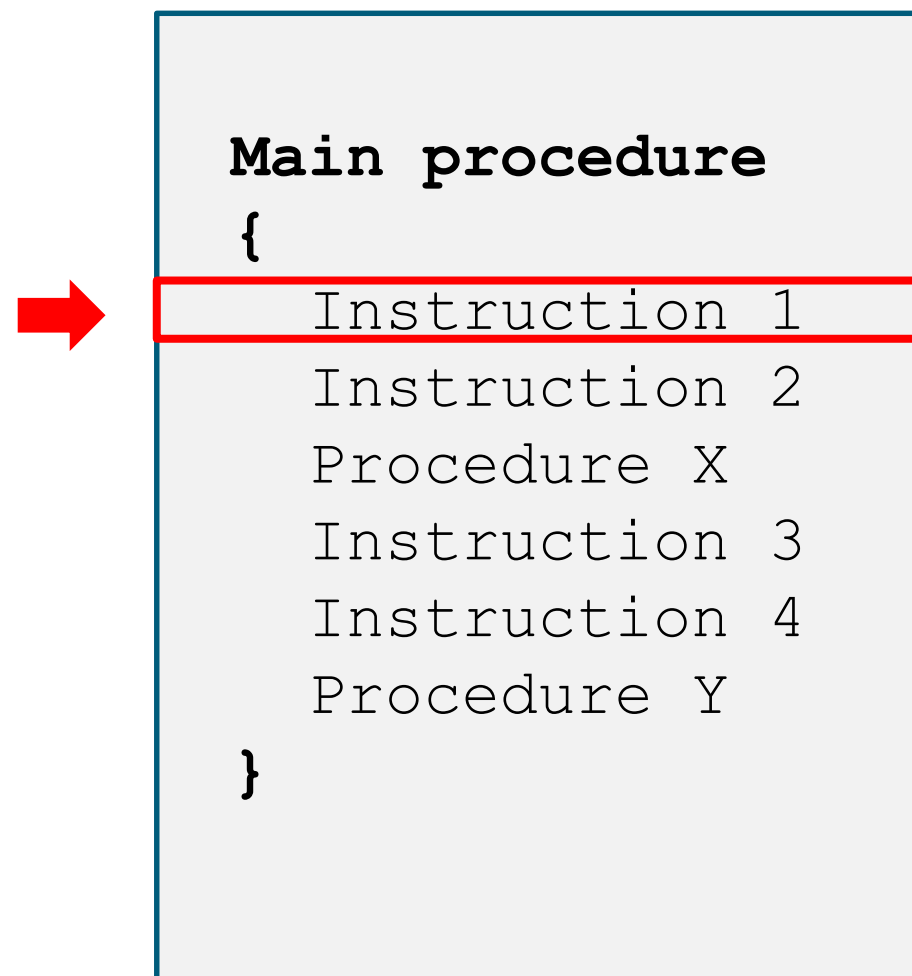 Main procedure
{
Instruction 1
Instruction 2
Procedure X
Instruction 3
Instruction 4
Procedure Y
}